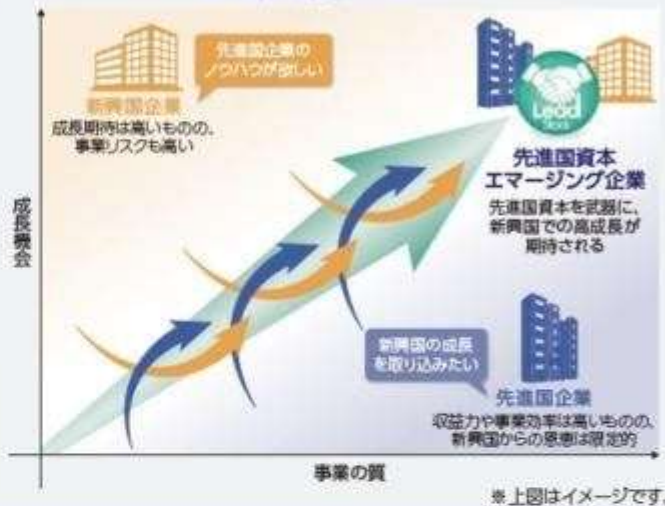 先進国企業の
ノウハウが欲しい
新興国企業
成長期待は高いものの、
事業リスクも高い
Lead
Stock
先進国資本
エマージング企業
先進国資本を武器に、
新興国での高成長が
期待される
成長機会
新興国の成長
を取り込みたい
先進国企業
収益力や事業効率は高いものの、
新興国からの恩恵は限定的
事業の質
※上図はイメージです。